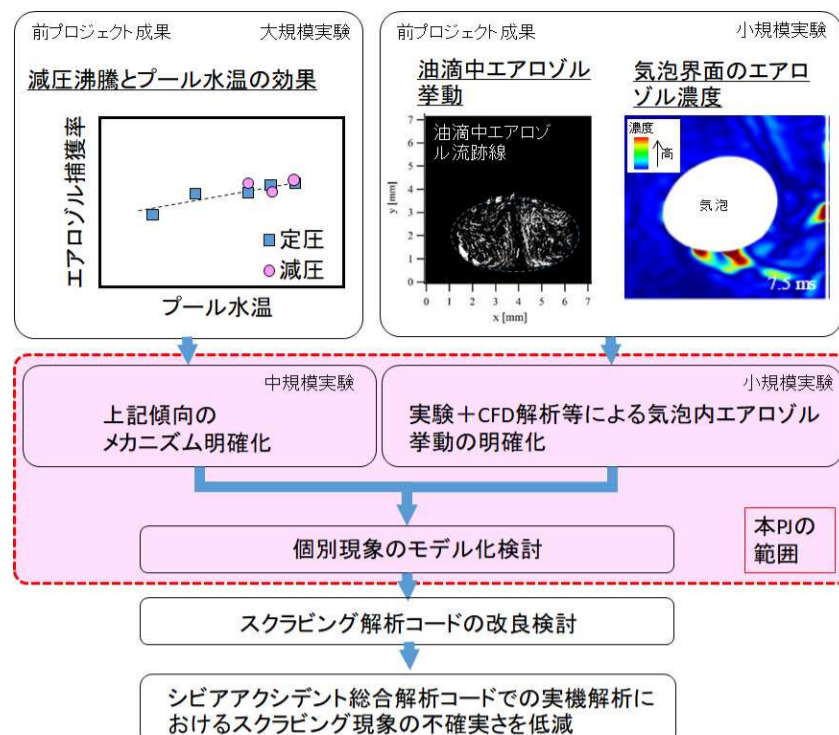 前プロジェクト成果
大規模実験
減圧沸騰とプール水温の効果
エアロゾル捕獲率
定圧
減圧
プール水温
前プロジェクト成果
小規模実験
油滴中エアロゾル
挙動
油滴中エアロゾ
ル流跡線
7
6
5
4
3
2
1
0
y [mm]
0 1 2 3 4 5 6 7
x [mm]
気泡界面のエアロ
ゾル濃度
濃度
高
気泡
7.5 ms
中規模実験
上記傾向の
メカニズム明確化
小規模実験
実験+CFD解析等による気泡内エアロゾル
挙動の明確化
個別現象のモデル化検討
本PJの
範囲
スクラビング解析コードの改良検討
シビアアクシデント総合解析コードでの実機解析に
おけるスクラビング現象の不確実さを低減